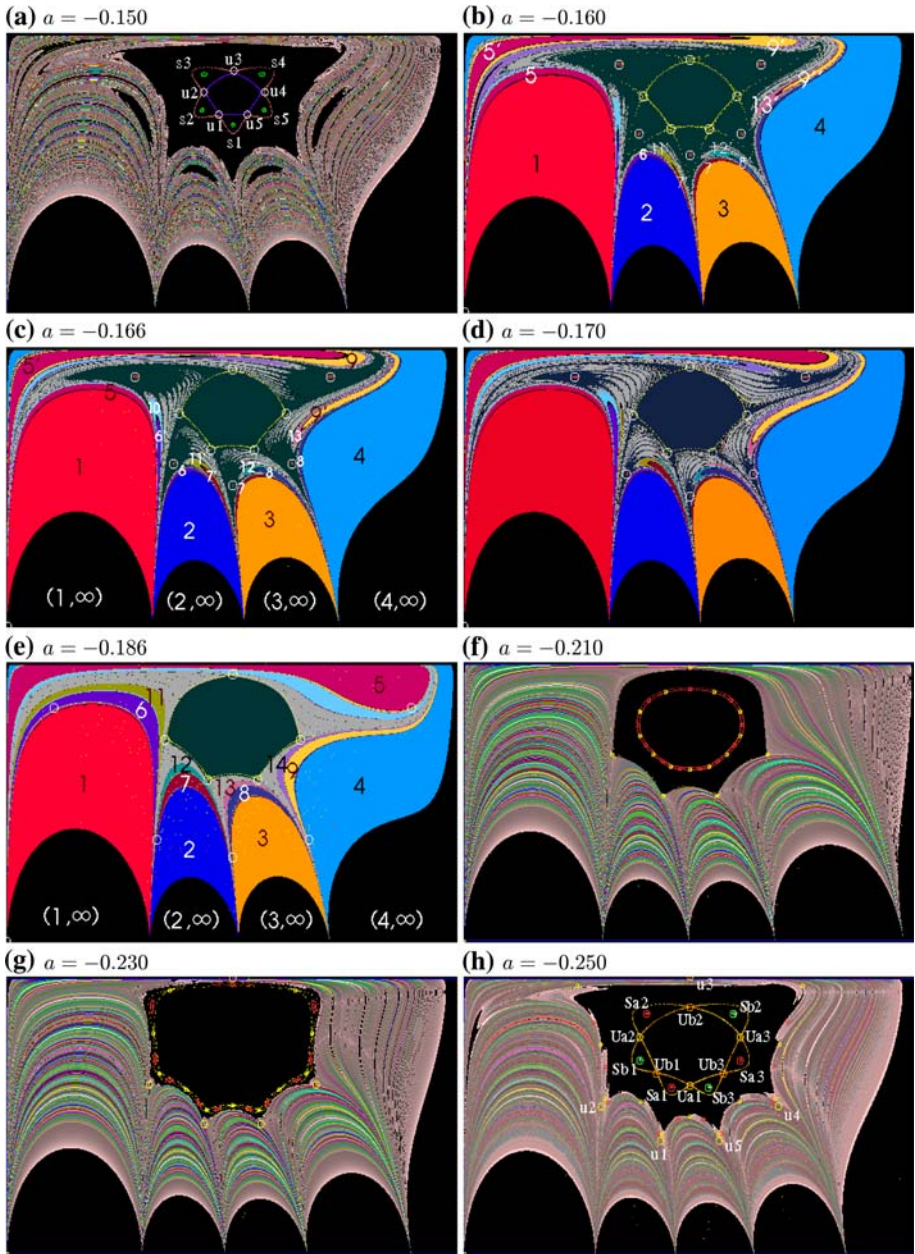 (a) a = −0.150
s3 u3 s4
u2 u4
s2 u1 u5 s5
s1
(b) a = −0.160
5′ 9′
5 9
13
1 4
6 11 12 8
7 7
2 3
(c) a = −0.166
5′ 9
5 10 9′
6 13
1 11 12 8 4
6 7 7 8
2 3
(1,∞) (2,∞) (3,∞) (4,∞)
(d) a = −0.170
(e) a = −0.186
5
11
6
12 14
9
1 7 13 8 4
2 3
(1,∞) (2,∞) (3,∞) (4,∞)
(f) a = −0.210
(g) a = −0.230
(h) a = −0.250
u3
Sa2 Sb2
Ub2
Ua2 Ua3
Sb1 Ub1 Ub3 Sa3
Sa1 Ua1 Sb3
u2 u4
u1 u5